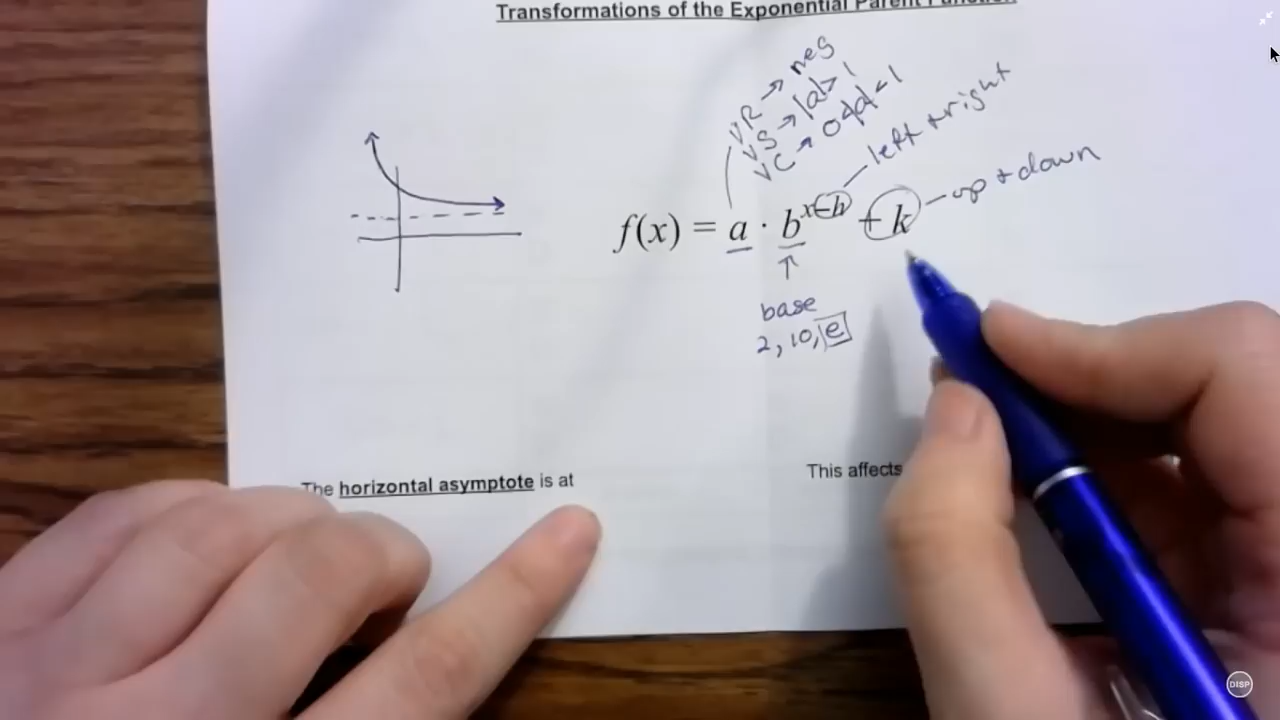 Transformations of the Exponential Parent Function
VR → neg
VS → |a|>1
VC → 0<|a|<1
left + right
up + down
f(x) = a · b^{x-h} + k
base
2, 10, e
The horizontal asymptote is at
This affects
DISP